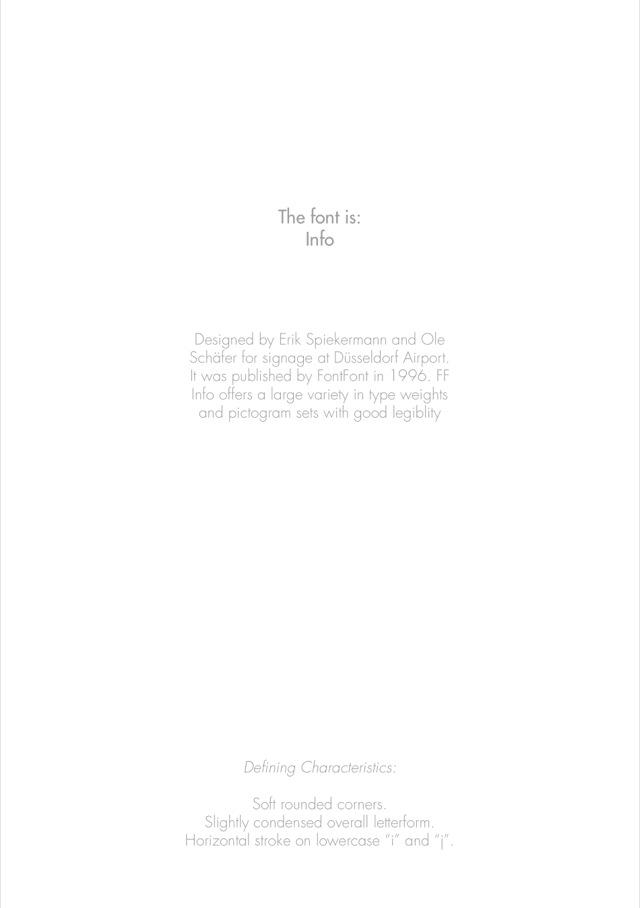 The font is:
Info
Designed by Erik Spiekermann and Ole
Schäfer for signage at Düsseldorf Airport.
It was published by FontFont in 1996. FF
Info offers a large variety in type weights
and pictogram sets with good legiblity
Defining Characteristics:
Soft rounded corners.
Slightly condensed overall letterform.
Horizontal stroke on lowercase “i” and “j”.